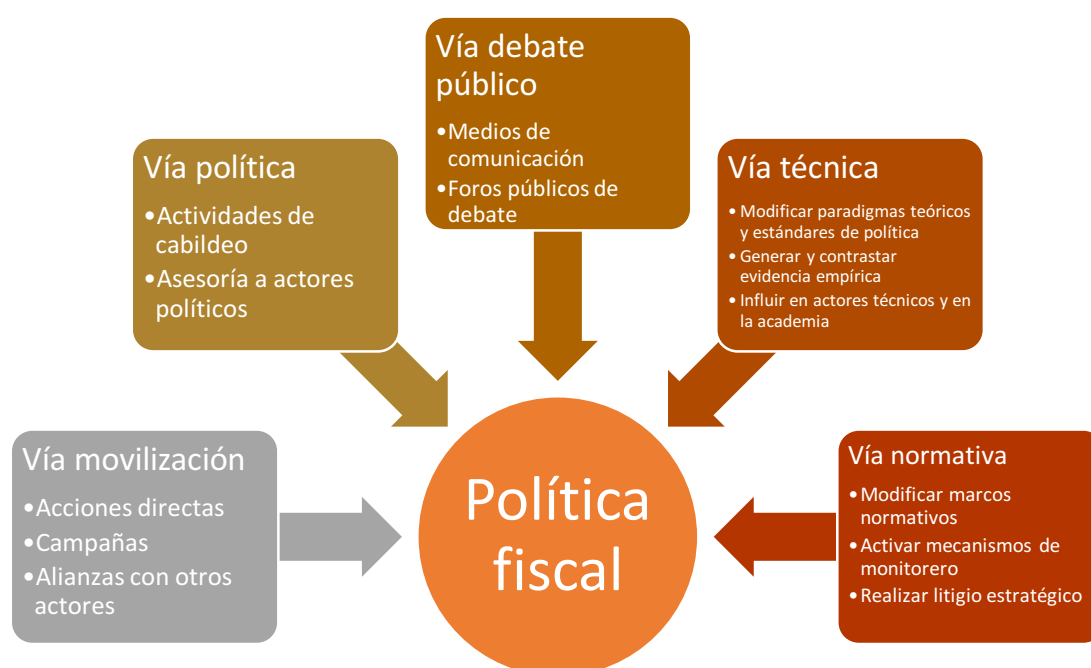 Vía debate
público
•Medios de
comunicación
•Foros públicos de
debate
Vía política
•Actividades de
cabildeo
•Asesoría a actores
políticos
Vía técnica
•Modificar paradigmas teóricos
y estándares de política
•Generar y contrastar
evidencia empírica
•Influir en actores técnicos y en
la academia
Vía movilización
•Acciones directas
•Campañas
•Alianzas con otros
actores
Política
fiscal
Vía normativa
•Modificar marcos
normativos
•Activar mecanismos de
monitorero
•Realizar litigio estratégico